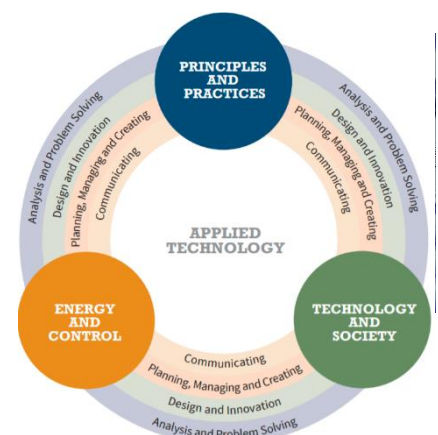 PRINCIPLES
AND
PRACTICES
Analysis and Problem Solving
Design and Innovation
Planning, Managing and Creating
Communicating
Analysis and Problem Solving
Design and Innovation
Planning, Managing and Creating
Communicating
APPLIED
TECHNOLOGY
ENERGY
AND
CONTROL
TECHNOLOGY
AND
SOCIETY
Communicating
Planning, Managing and Creating
Design and Innovation
Analysis and Problem Solving